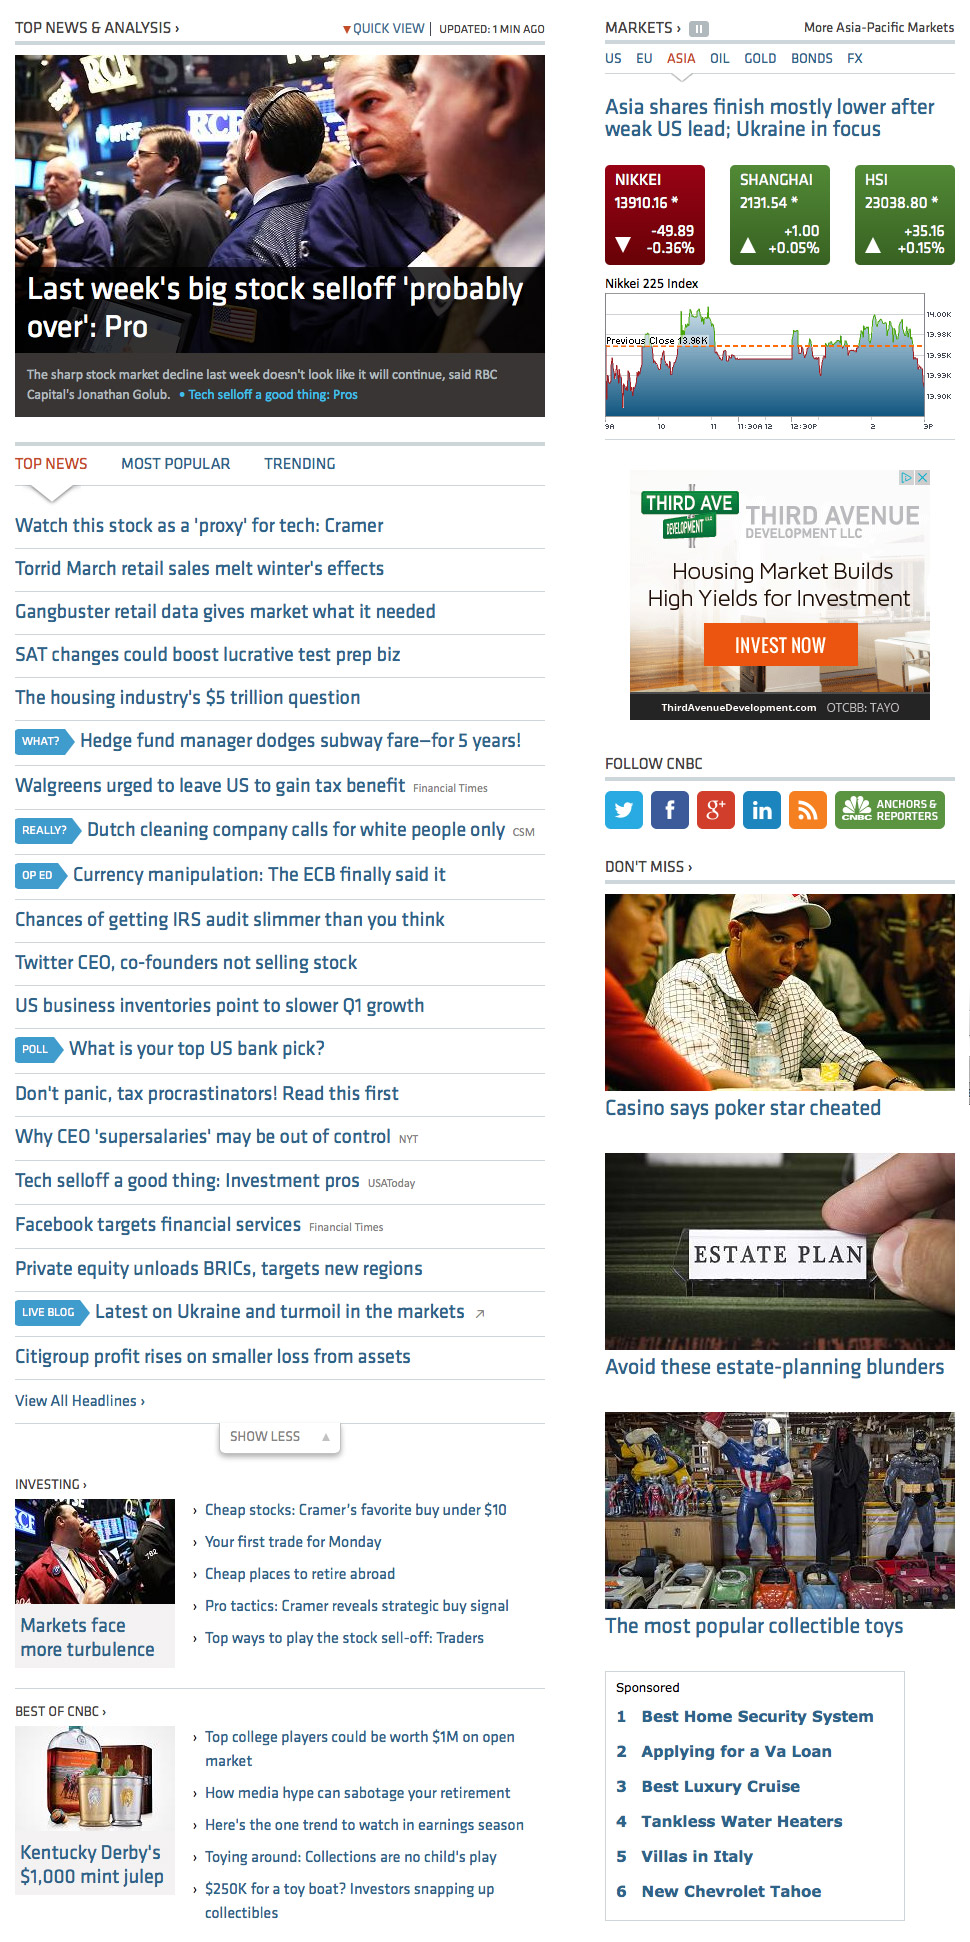 TOP NEWS & ANALYSIS ›
▼QUICK VIEW | UPDATED: 1 MIN AGO
RCF
NYSE
RCF
Last week's big stock selloff 'probably
over': Pro
The sharp stock market decline last week doesn't look like it will continue, said RBC
Capital's Jonathan Golub. • Tech selloff a good thing: Pros
TOP NEWS MOST POPULAR TRENDING
Watch this stock as a 'proxy' for tech: Cramer
Torrid March retail sales melt winter's effects
Gangbuster retail data gives market what it needed
SAT changes could boost lucrative test prep biz
The housing industry's $5 trillion question
WHAT? Hedge fund manager dodges subway fare—for 5 years!
Walgreens urged to leave US to gain tax benefit Financial Times
REALLY? Dutch cleaning company calls for white people only CSM
OP ED Currency manipulation: The ECB finally said it
Chances of getting IRS audit slimmer than you think
Twitter CEO, co-founders not selling stock
US business inventories point to slower Q1 growth
POLL What is your top US bank pick?
Don't panic, tax procrastinators! Read this first
Why CEO 'supersalaries' may be out of control NYT
Tech selloff a good thing: Investment pros USAToday
Facebook targets financial services Financial Times
Private equity unloads BRICs, targets new regions
LIVE BLOG Latest on Ukraine and turmoil in the markets
Citigroup profit rises on smaller loss from assets
View All Headlines ›
SHOW LESS ▲
INVESTING ›
Markets face
more turbulence
› Cheap stocks: Cramer's favorite buy under $10
› Your first trade for Monday
› Cheap places to retire abroad
› Pro tactics: Cramer reveals strategic buy signal
› Top ways to play the stock sell-off: Traders
BEST OF CNBC ›
Kentucky Derby's
$1,000 mint julep
› Top college players could be worth $1M on open
market
› How media hype can sabotage your retirement
› Here's the one trend to watch in earnings season
› Toying around: Collections are no child's play
› $250K for a toy boat? Investors snapping up
collectibles
MARKETS ›
More Asia-Pacific Markets
US EU ASIA OIL GOLD BONDS FX
Asia shares finish mostly lower after
weak US lead; Ukraine in focus
NIKKEI
13910.16 *
▼ -49.89
-0.36%
SHANGHAI
2131.54 *
▲ +1.00
+0.05%
HSI
23038.80 *
▲ +35.16
+0.15%
Nikkei 225 Index
Previous Close 13.96K
14.00K
13.98K
13.95K
13.93K
13.90K
9A 10 11 11:30A 12 12:30P 2 3P
THIRD AVE
DEVELOPMENT LLC
THIRD AVENUE
DEVELOPMENT LLC
Housing Market Builds
High Yields for Investment
INVEST NOW
ThirdAvenueDevelopment.com OTCBB: TAYO
FOLLOW CNBC
f g+ in
CNBC
ANCHORS &
REPORTERS
DON'T MISS ›
Casino says poker star cheated
ESTATE PLAN
Avoid these estate-planning blunders
The most popular collectible toys
Sponsored
1 Best Home Security System
2 Applying for a Va Loan
3 Best Luxury Cruise
4 Tankless Water Heaters
5 Villas in Italy
6 New Chevrolet Tahoe